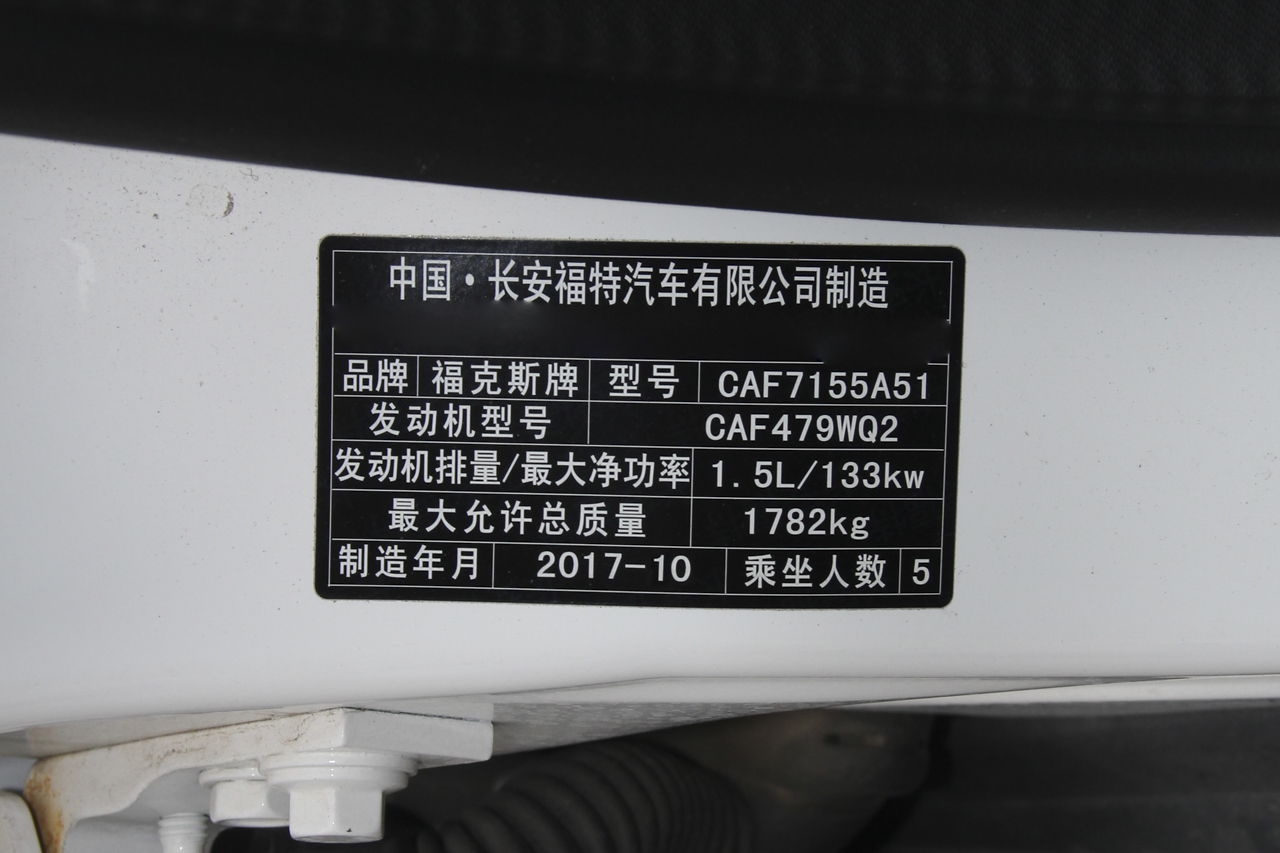 中国·长安福特汽车有限公司制造
品牌 福克斯牌 型号 CAF7155A51
发动机型号 CAF479WQ2
发动机排量/最大净功率 1.5L/133kw
最大允许总质量 1782kg
制造年月 2017-10 乘坐人数 5